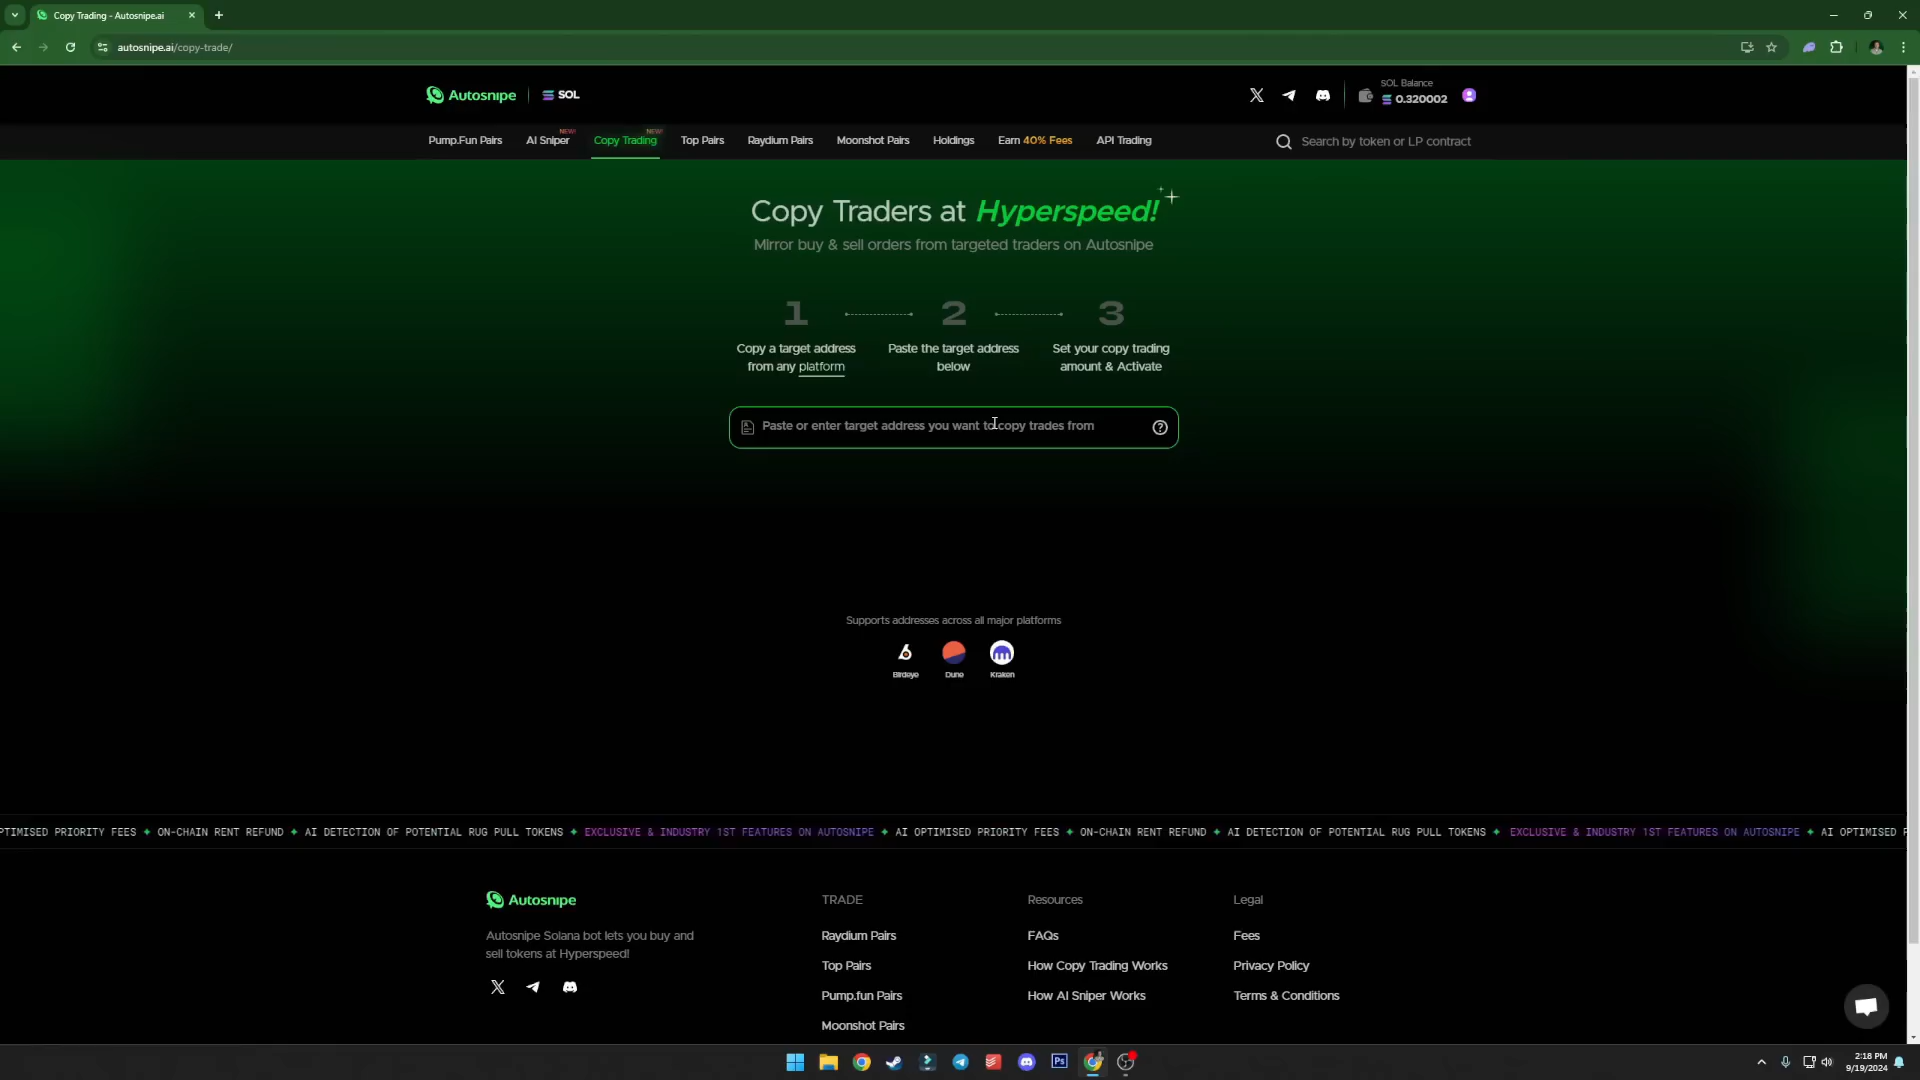 Copy Trading - Autosnipe.ai
autosnipe.ai/copy-trade/
Autosnipe
SOL
SOL Balance
0.320002
Pump.Fun Pairs
AI Sniper
NEW!
Copy Trading
NEW!
Top Pairs
Raydium Pairs
Moonshot Pairs
Holdings
Earn 40% Fees
API Trading
Search by token or LP contract
Copy Traders at Hyperspeed!
Mirror buy & sell orders from targeted traders on Autosnipe
1
2
3
Copy a target address
from any platform
Paste the target address
below
Set your copy trading
amount & Activate
Paste or enter target address you want to copy trades from
Supports addresses across all major platforms
Birdeye
Dune
Kraken
PTIMISED PRIORITY FEES ✦ ON-CHAIN RENT REFUND ✦ AI DETECTION OF POTENTIAL RUG PULL TOKENS ✦ EXCLUSIVE & INDUSTRY 1ST FEATURES ON AUTOSNIPE ✦ AI OPTIMISED PRIORITY FEES ✦ ON-CHAIN RENT REFUND ✦ AI DETECTION OF POTENTIAL RUG PULL TOKENS ✦ EXCLUSIVE & INDUSTRY 1ST FEATURES ON AUTOSNIPE ✦ AI OPTIMISED
Autosnipe
Autosnipe Solana bot lets you buy and
sell tokens at Hyperspeed!
TRADE
Raydium Pairs
Top Pairs
Pump.fun Pairs
Moonshot Pairs
Resources
FAQs
How Copy Trading Works
How AI Sniper Works
Legal
Fees
Privacy Policy
Terms & Conditions
Ps
2:18 PM
9/19/2024